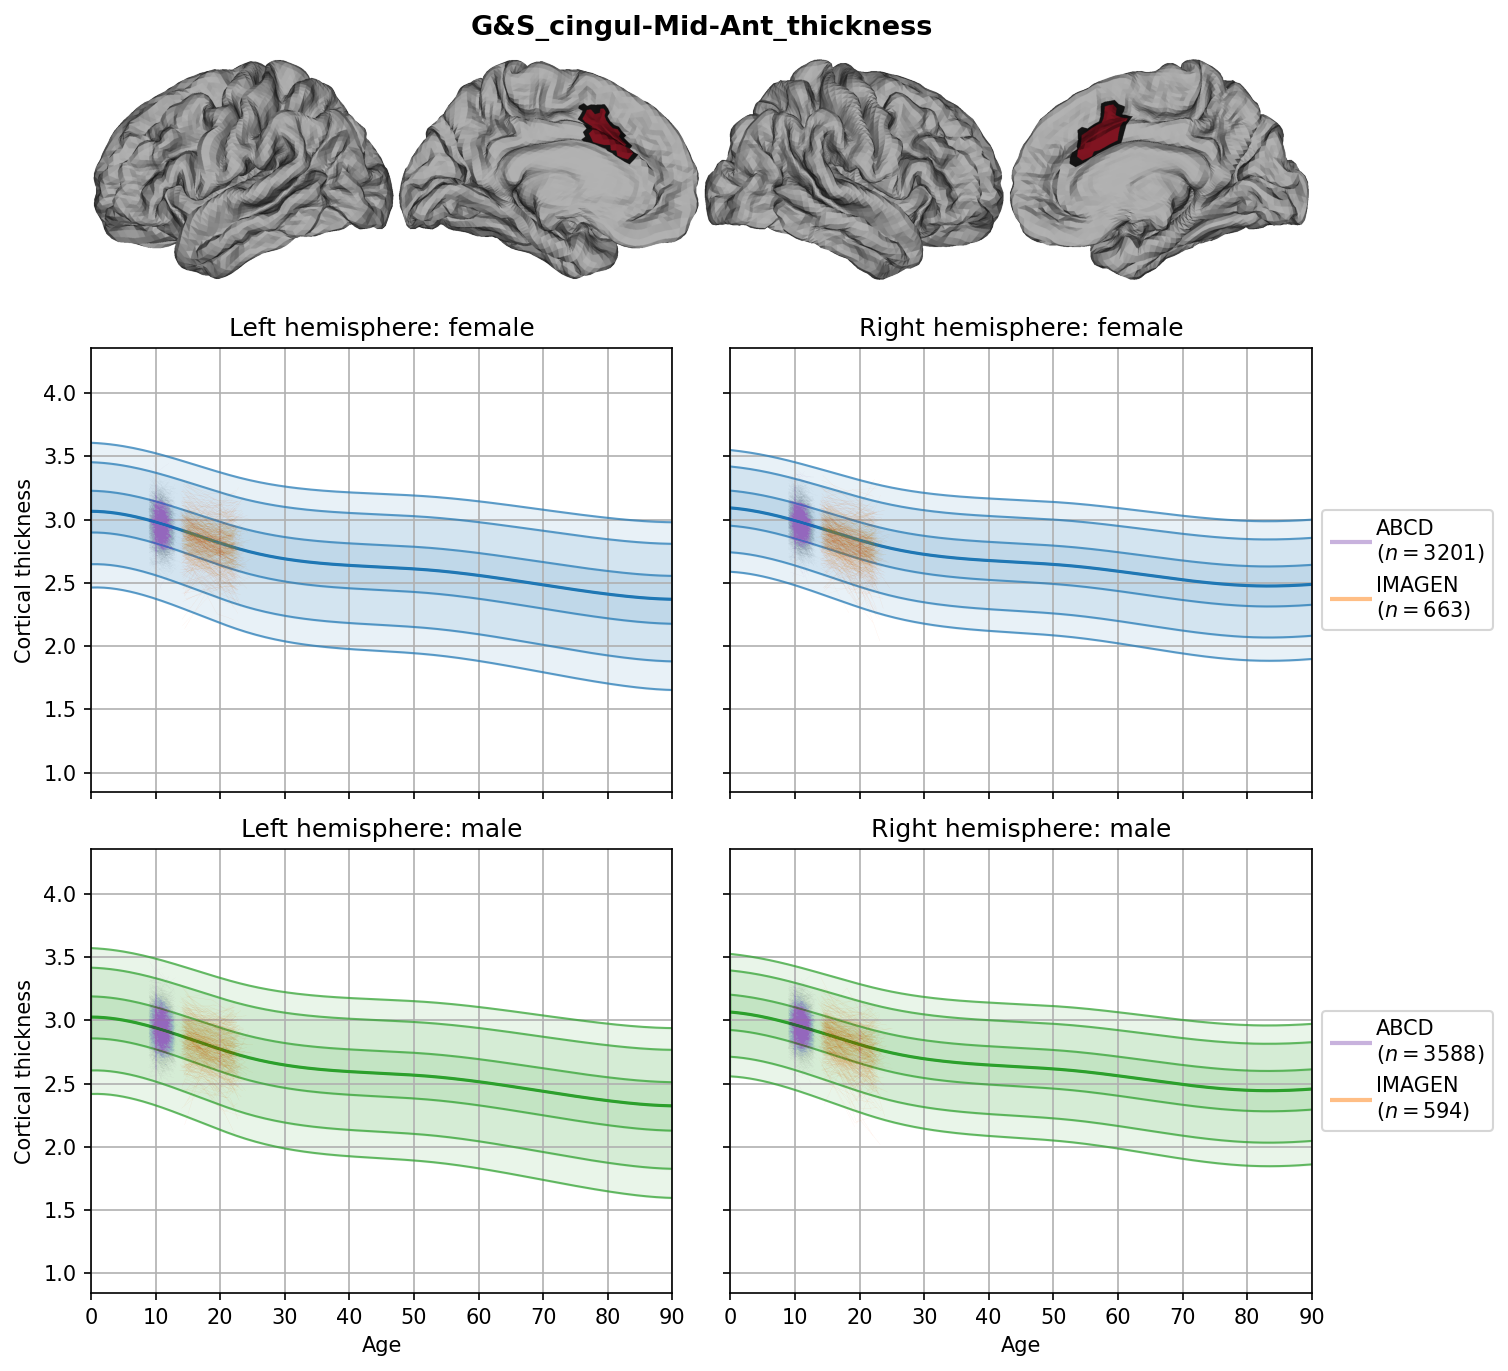 G&S_cingul-Mid-Ant_thickness
Left hemisphere: female
Right hemisphere: female
Cortical thickness
4.0
3.5
3.0
2.5
2.0
1.5
1.0
ABCD
(n = 3201)
IMAGEN
(n = 663)
Left hemisphere: male
Right hemisphere: male
Cortical thickness
4.0
3.5
3.0
2.5
2.0
1.5
1.0
ABCD
(n = 3588)
IMAGEN
(n = 594)
0 10 20 30 40 50 60 70 80 90
0 10 20 30 40 50 60 70 80 90
Age
Age